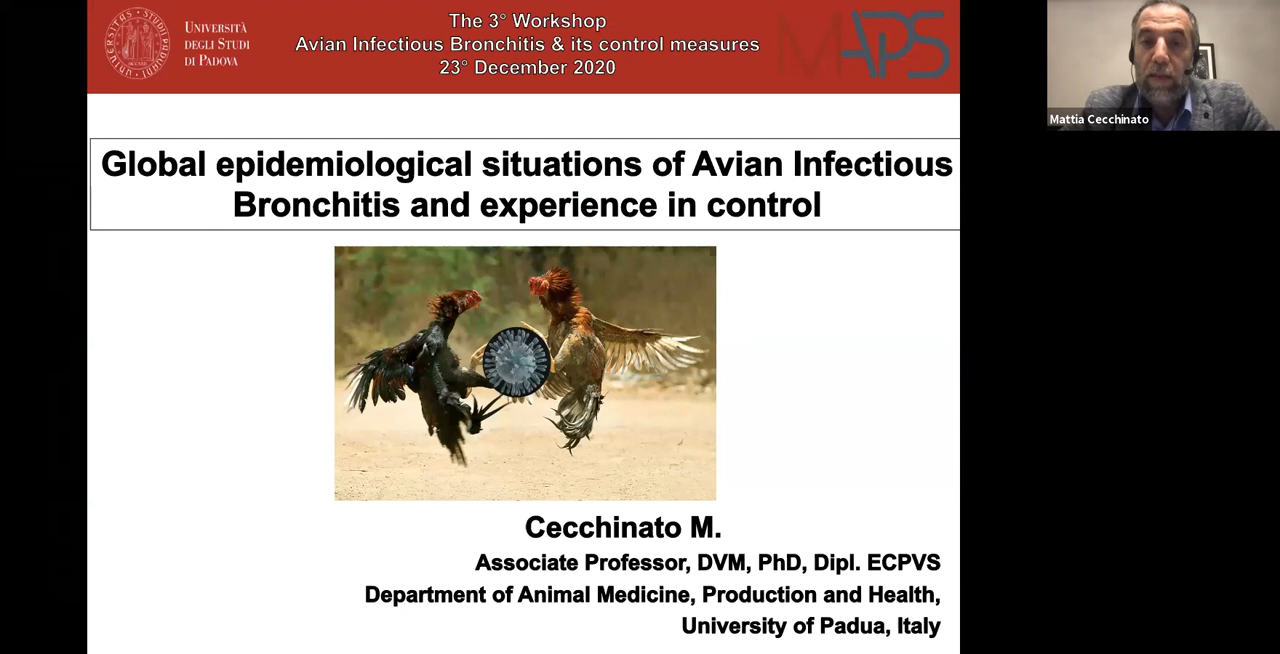 UNIVERSITÀ
DEGLI STUDI
DI PADOVA
The 3° Workshop
Avian Infectious Bronchitis & its control measures
23° December 2020
MAPS
Mattia Cecchinato
Global epidemiological situations of Avian Infectious
Bronchitis and experience in control
Cecchinato M.
Associate Professor, DVM, PhD, Dipl. ECPVS
Department of Animal Medicine, Production and Health,
University of Padua, Italy